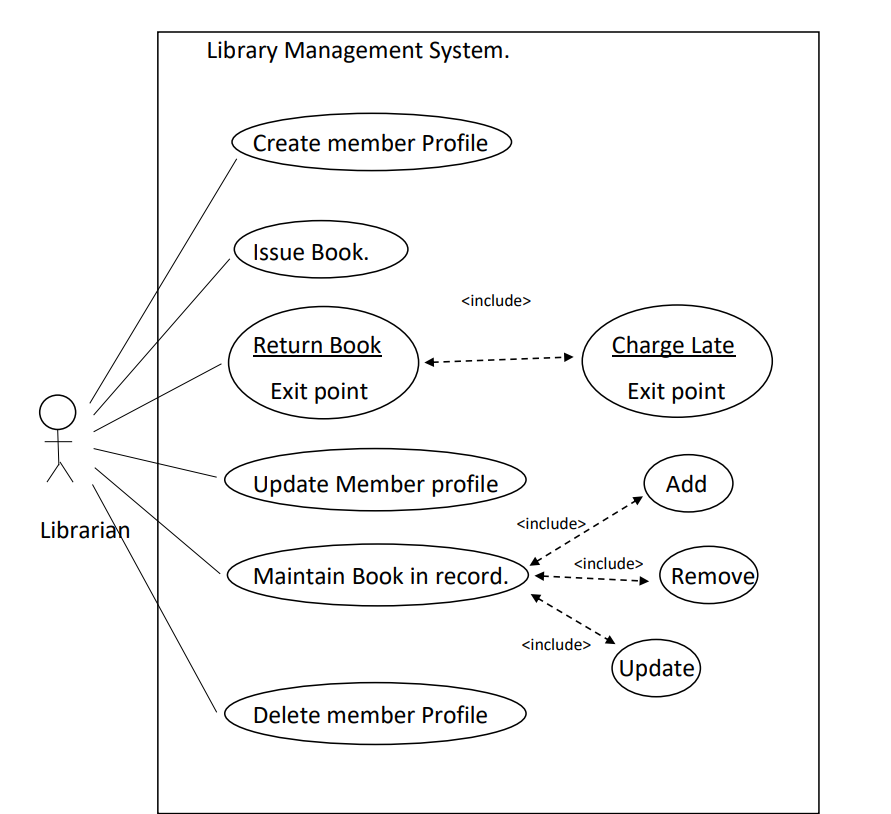 Library Management System.
Create member Profile
Issue Book.
<include>
Return Book
Exit point
Charge Late
Exit point
Update Member profile
Add
<include>
Librarian
<include>
Maintain Book in record.
Remove
<include>
Update
Delete member Profile